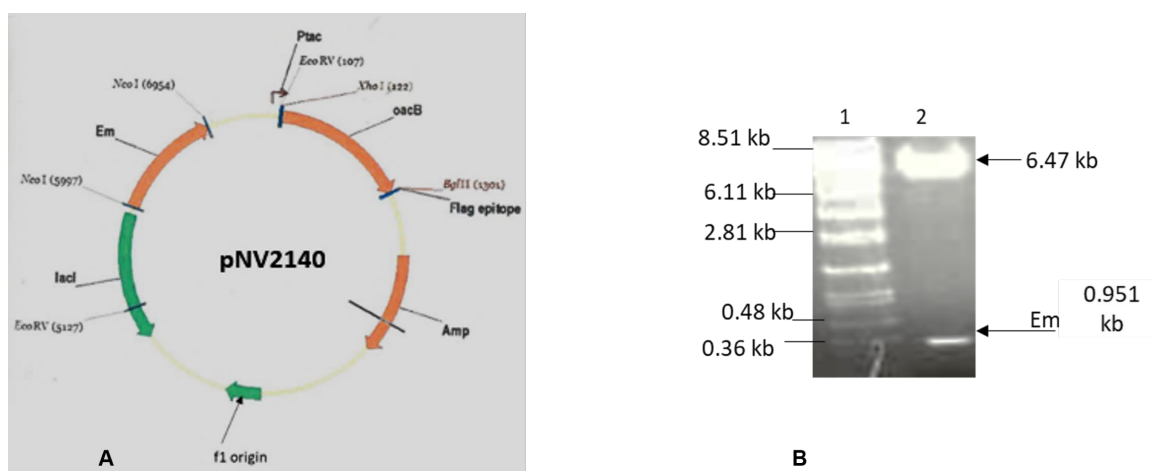 Ptac
EcoRV (107)
NcoI (6954)
XhoI (122)
oacB
Em
NcoI (5997)
BglII (1301)
Flag epitope
pNV2140
lacI
EcoRV (5127)
Amp
f1 origin
A
1 2
8.51 kb
6.47 kb
6.11 kb
2.81 kb
0.951
kb
0.48 kb
Em
0.36 kb
B